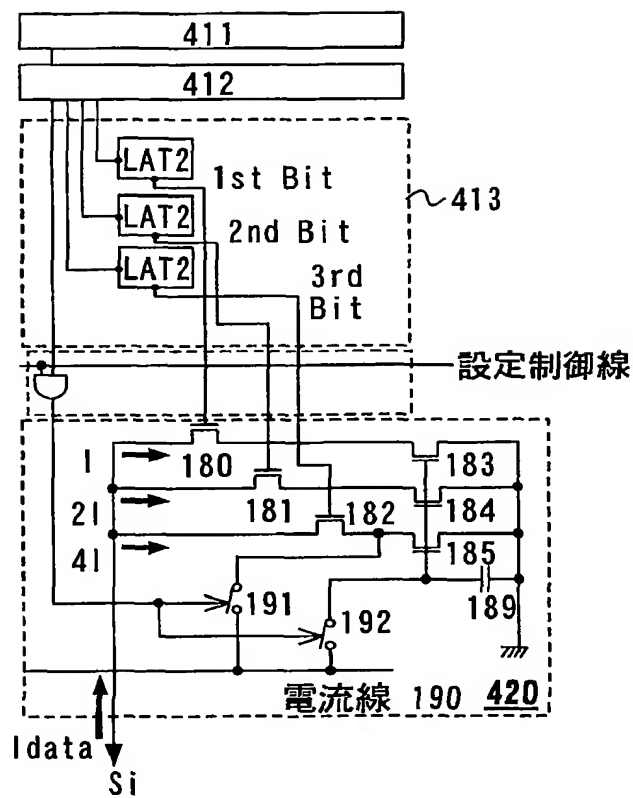 411
412
LAT2
1st Bit
413
LAT2
2nd Bit
LAT2
3rd
Bit
設定制御線
I
180
183
2I
181
184
182
4I
185
191
192
189
電流線 190 420
Idata
Si